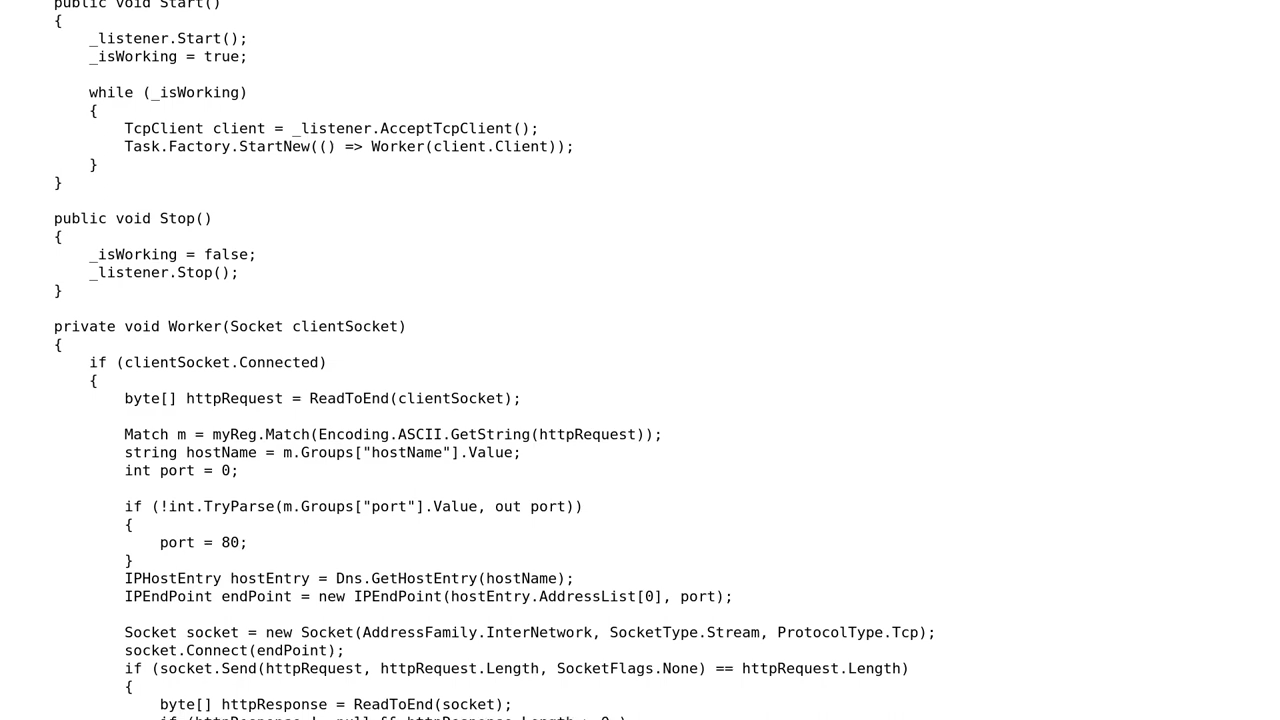 public void Start()
{
_listener.Start();
_isWorking = true;
while (_isWorking)
{
TcpClient client = _listener.AcceptTcpClient();
Task.Factory.StartNew(() => Worker(client.Client));
}
}
public void Stop()
{
_isWorking = false;
_listener.Stop();
}
private void Worker(Socket clientSocket)
{
if (clientSocket.Connected)
{
byte[] httpRequest = ReadToEnd(clientSocket);
Match m = myReg.Match(Encoding.ASCII.GetString(httpRequest));
string hostName = m.Groups["hostName"].Value;
int port = 0;
if (!int.TryParse(m.Groups["port"].Value, out port))
{
port = 80;
}
IPHostEntry hostEntry = Dns.GetHostEntry(hostName);
IPEndPoint endPoint = new IPEndPoint(hostEntry.AddressList[0], port);
Socket socket = new Socket(AddressFamily.InterNetwork, SocketType.Stream, ProtocolType.Tcp);
socket.Connect(endPoint);
if (socket.Send(httpRequest, httpRequest.Length, SocketFlags.None) == httpRequest.Length)
{
byte[] httpResponse = ReadToEnd(socket);